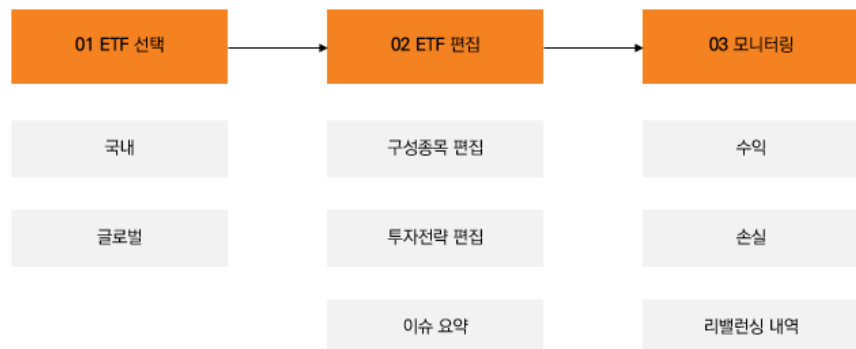 01 ETF 선택
02 ETF 편집
03 모니터링
국내
구성종목 편집
수익
글로벌
투자전략 편집
손실
이슈 요약
리밸런싱 내역